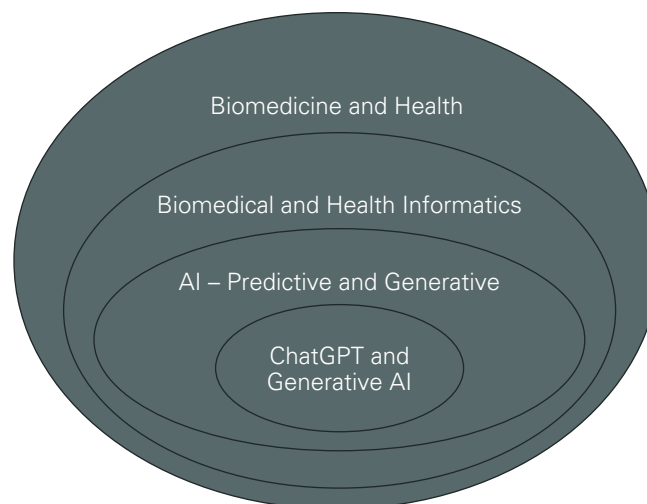 Biomedicine and Health
Biomedical and Health Informatics
AI – Predictive and Generative
ChatGPT and
Generative AI